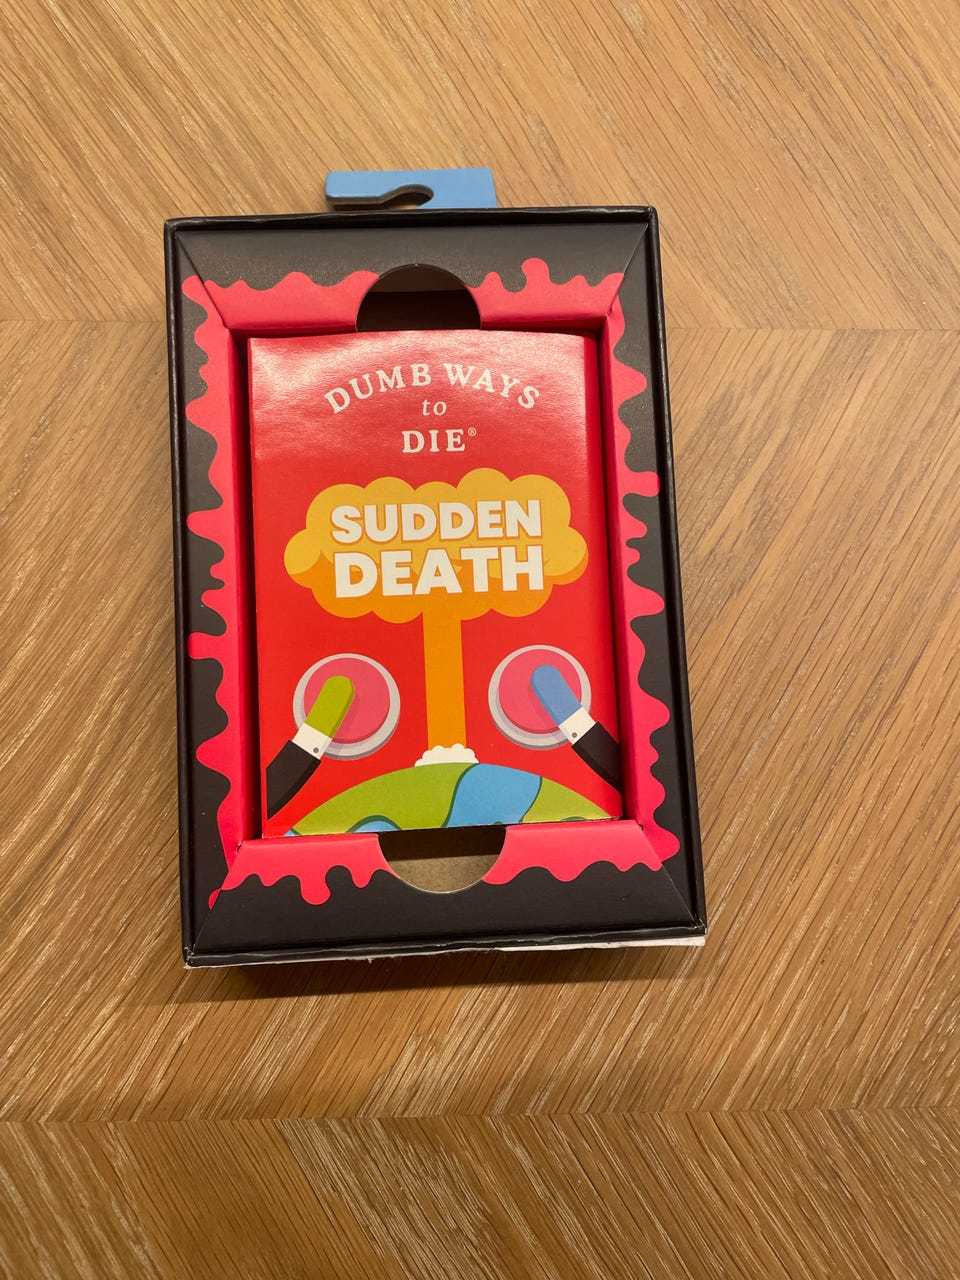 DUMB WAYS
to
DIE®
SUDDEN
DEATH